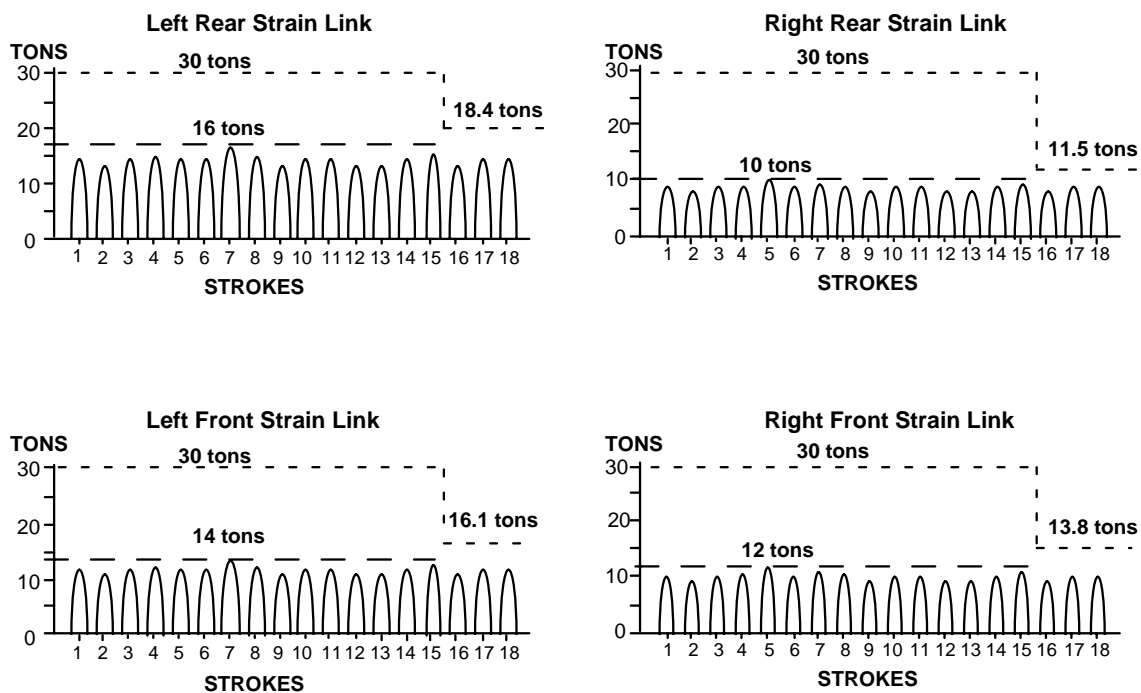 Left Rear Strain Link
TONS
30 tons
30
18.4 tons
20
16 tons
10
0
1 2 3 4 5 6 7 8 9 10 11 12 13 14 15 16 17 18
STROKES
Right Rear Strain Link
TONS
30 tons
30
20
11.5 tons
10 tons
10
0
1 2 3 4 5 6 7 8 9 10 11 12 13 14 15 16 17 18
STROKES
Left Front Strain Link
TONS
30 tons
30
16.1 tons
20
14 tons
10
0
1 2 3 4 5 6 7 8 9 10 11 12 13 14 15 16 17 18
STROKES
Right Front Strain Link
TONS
30 tons
30
13.8 tons
20
12 tons
10
0
1 2 3 4 5 6 7 8 9 10 11 12 13 14 15 16 17 18
STROKES